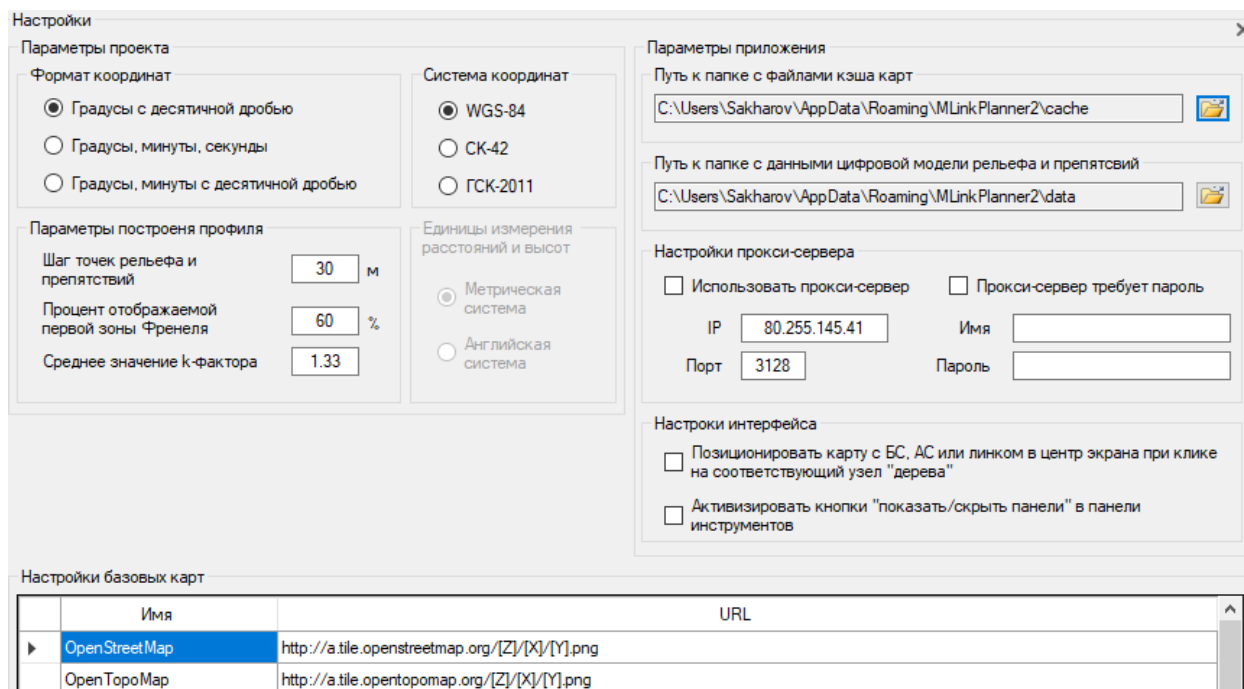 Настройки
Параметры проекта
Формат координат
Градусы с десятичной дробью
Градусы, минуты, секунды
Градусы, минуты с десятичной дробью
Система координат
WGS-84
СК-42
ГСК-2011
Параметры построеня профиля
Шаг точек рельефа и
препятствий
30 м
Процент отображаемой
первой зоны Френеля
60 %
Среднее значение k-фактора
1.33
Единицы измерения
расстояний и высот
Метрическая
система
Английская
система
Параметры приложения
Путь к папке с файлами кэша карт
C:\Users\Sakharov\AppData\Roaming\MLinkPlanner2\cache
Путь к папке с данными цифровой модели рельефа и препятсвий
C:\Users\Sakharov\AppData\Roaming\MLinkPlanner2\data
Настройки прокси-сервера
Использовать прокси-сервер
Прокси-сервер требует пароль
IP 80.255.145.41 Имя
Порт 3128 Пароль
Настроки интерфейса
Позиционировать карту с БС, АС или линком в центр экрана при клике
на соответствующий узел "дерева"
Активизировать кнопки "показать/скрыть панели" в панели
инструментов
Настройки базовых карт
Имя URL
OpenStreetMap http://a.tile.openstreetmap.org/[Z]/[X]/[Y].png
OpenTopoMap http://a.tile.opentopomap.org/[Z]/[X]/[Y].png